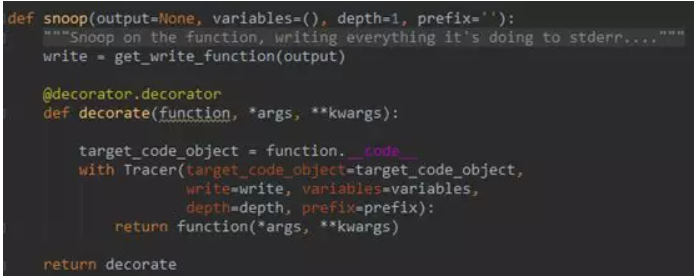 def snoop(output=None, variables=(), depth=1, prefix=''):
"""Snoop on the function, writing everything it's doing to stderr...."""
write = get_write_function(output)
@decorator.decorator
def decorate(function, *args, **kwargs):
target_code_object = function.__code__
with Tracer(target_code_object=target_code_object,
write=write, variables=variables,
depth=depth, prefix=prefix):
return function(*args, **kwargs)
return decorate